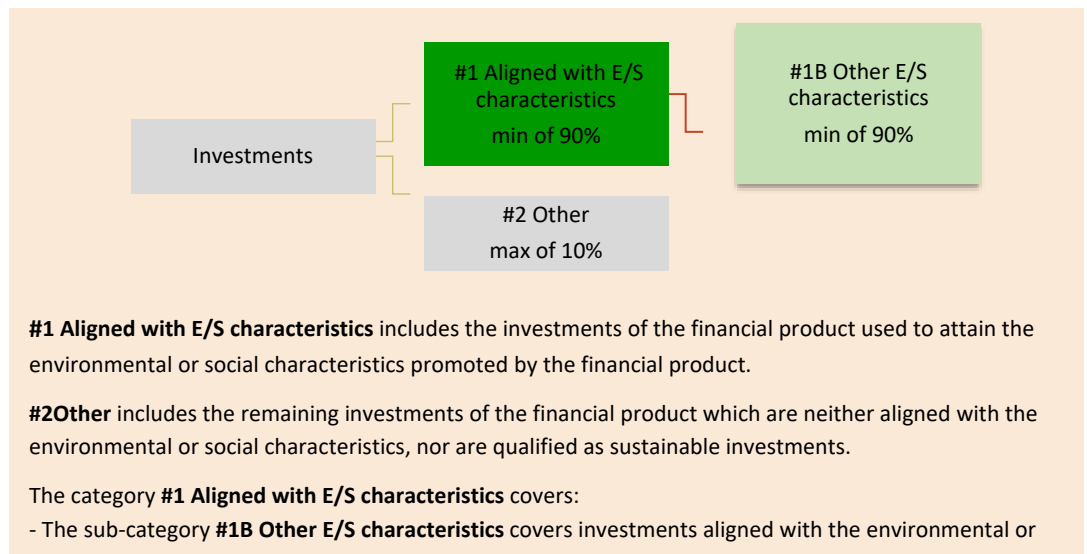 #1 Aligned with E/S
characteristics
min of 90%
#1B Other E/S
characteristics
min of 90%
Investments
#2 Other
max of 10%
#1 Aligned with E/S characteristics includes the investments of the financial product used to attain the
environmental or social characteristics promoted by the financial product.
#2Other includes the remaining investments of the financial product which are neither aligned with the
environmental or social characteristics, nor are qualified as sustainable investments.
The category #1 Aligned with E/S characteristics covers:
- The sub-category #1B Other E/S characteristics covers investments aligned with the environmental or